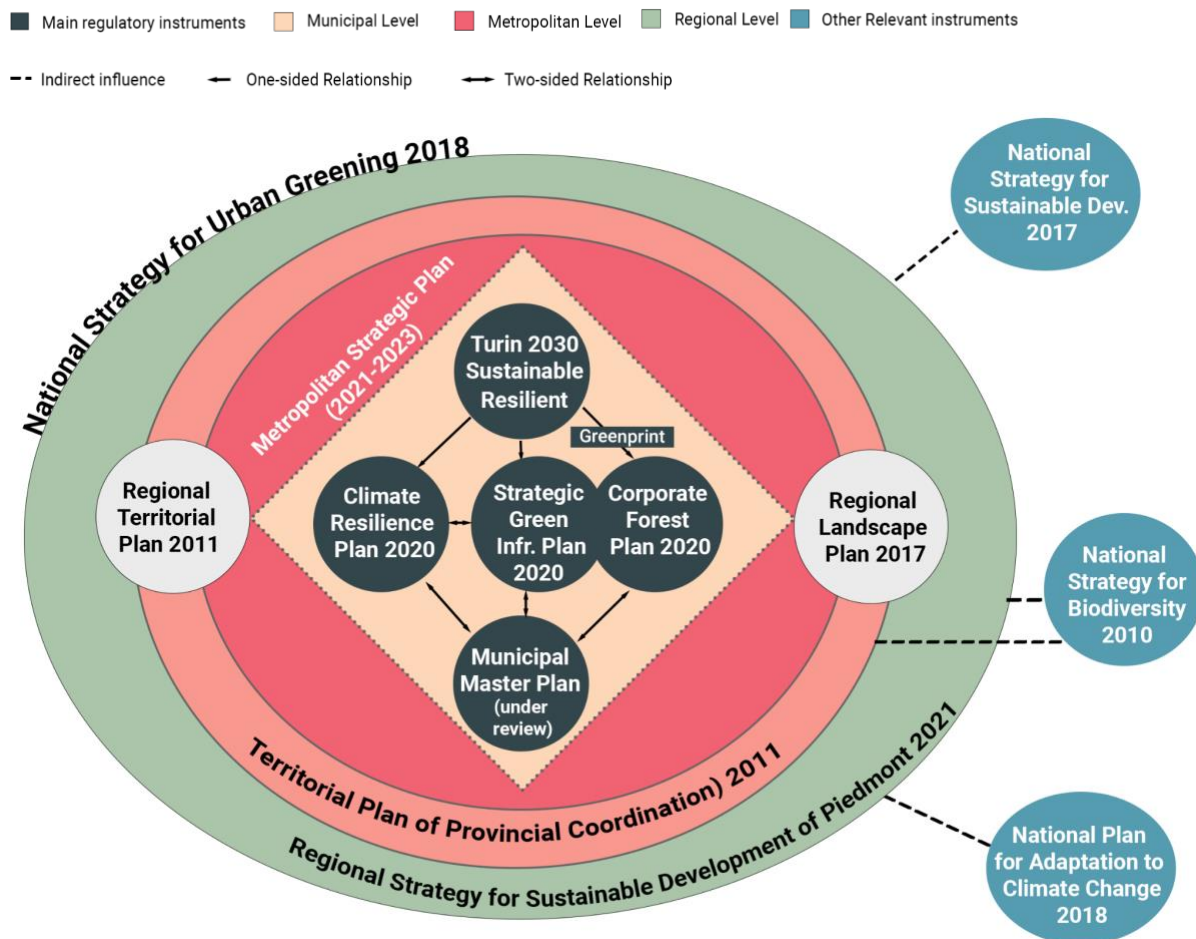 Main regulatory instruments
Municipal Level
Metropolitan Level
Regional Level
Other Relevant instruments
Indirect influence
One-sided Relationship
Two-sided Relationship
National Strategy for Urban Greening 2018
National
Strategy for
Sustainable Dev.
2017
Metropolitan Strategic Plan
(2021-2023)
Turin 2030
Sustainable
Resilient
Greenprint
Regional
Territorial
Plan 2011
Climate
Resilience
Plan 2020
Strategic
Green
Infr. Plan
2020
Corporate
Forest
Plan 2020
Regional
Landscape
Plan 2017
National
Strategy for
Biodiversity
2010
Municipal
Master Plan
(under
review)
Territorial Plan of Provincial Coordination) 2011
Regional Strategy for Sustainable Development of Piedmont 2021
National Plan
for Adaptation to
Climate Change
2018